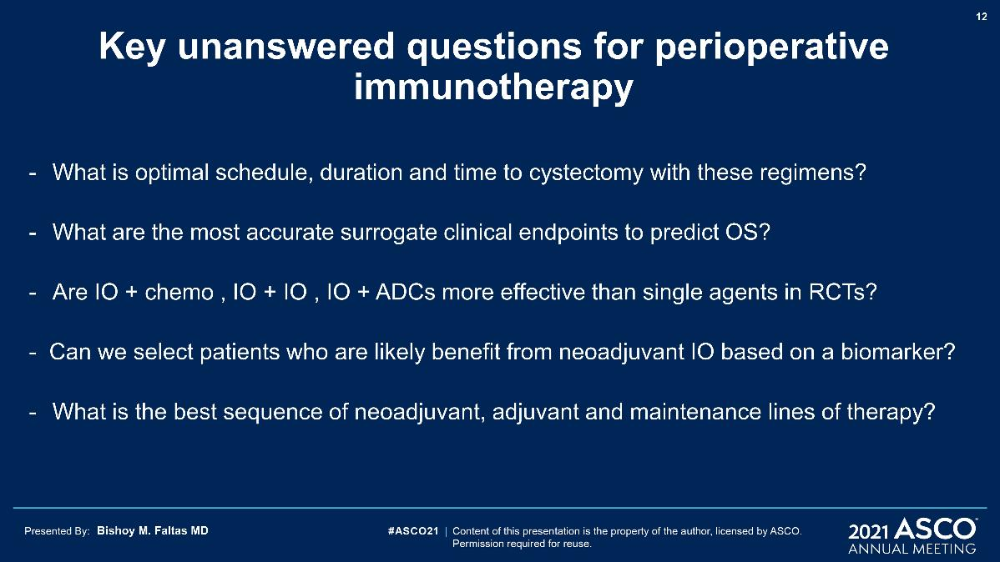 12
Key unanswered questions for perioperative
immunotherapy
- What is optimal schedule, duration and time to cystectomy with these regimens?
- What are the most accurate surrogate clinical endpoints to predict OS?
- Are IO + chemo , IO + IO , IO + ADCs more effective than single agents in RCTs?
- Can we select patients who are likely benefit from neoadjuvant IO based on a biomarker?
- What is the best sequence of neoadjuvant, adjuvant and maintenance lines of therapy?
Presented By: Bishoy M. Faltas MD
#ASCO21 | Content of this presentation is the property of the author, licensed by ASCO.
Permission required for reuse.
2021 ASCO
ANNUAL MEETING